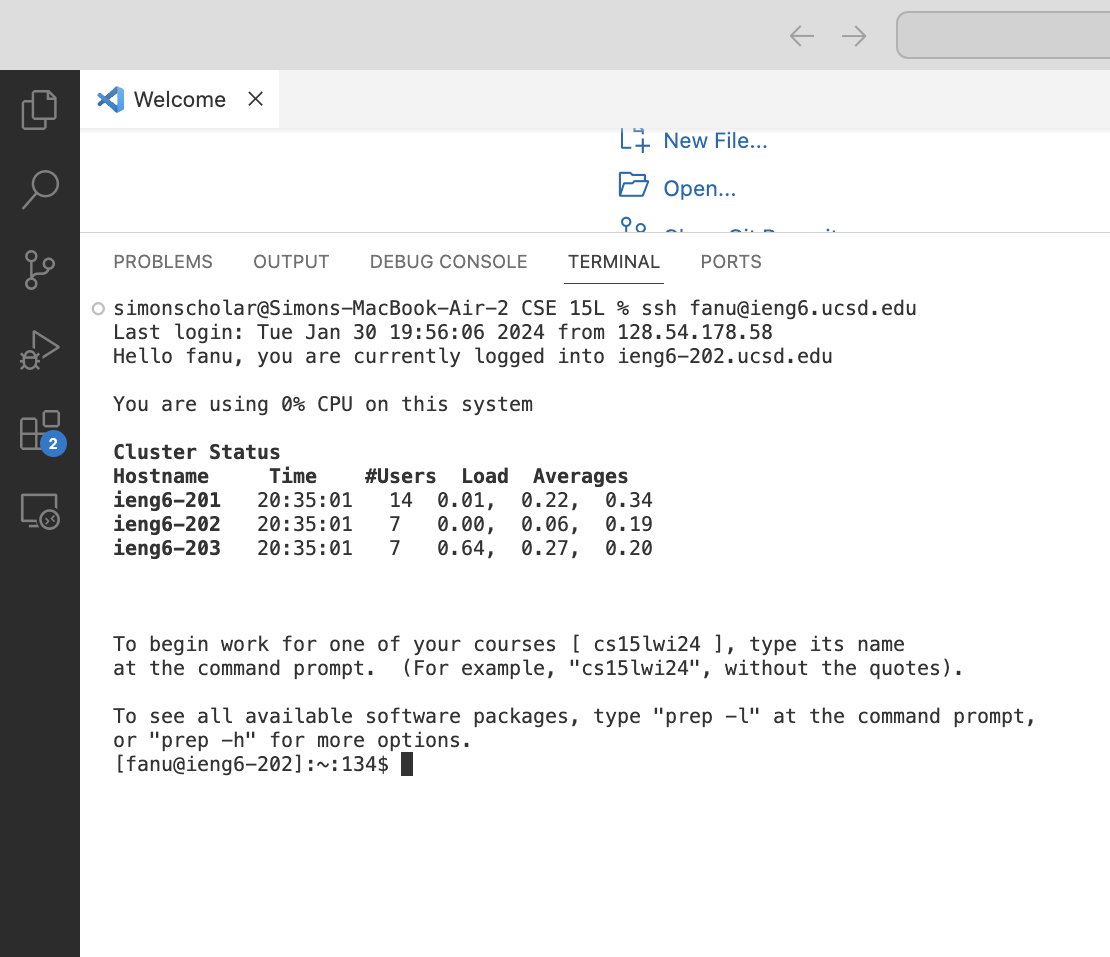 Welcome
New File...
Open...
PROBLEMS OUTPUT DEBUG CONSOLE TERMINAL PORTS
simonscholar@Simons-MacBook-Air-2 CSE 15L % ssh fanu@ieng6.ucsd.edu
Last login: Tue Jan 30 19:56:06 2024 from 128.54.178.58
Hello fanu, you are currently logged into ieng6-202.ucsd.edu
You are using 0% CPU on this system
Cluster Status
Hostname Time #Users Load Averages
ieng6-201 20:35:01 14 0.01, 0.22, 0.34
ieng6-202 20:35:01 7 0.00, 0.06, 0.19
ieng6-203 20:35:01 7 0.64, 0.27, 0.20
To begin work for one of your courses [ cs15lwi24 ], type its name
at the command prompt. (For example, "cs15lwi24", without the quotes).
To see all available software packages, type "prep -l" at the command prompt,
or "prep -h" for more options.
[fanu@ieng6-202]:~:134$
2